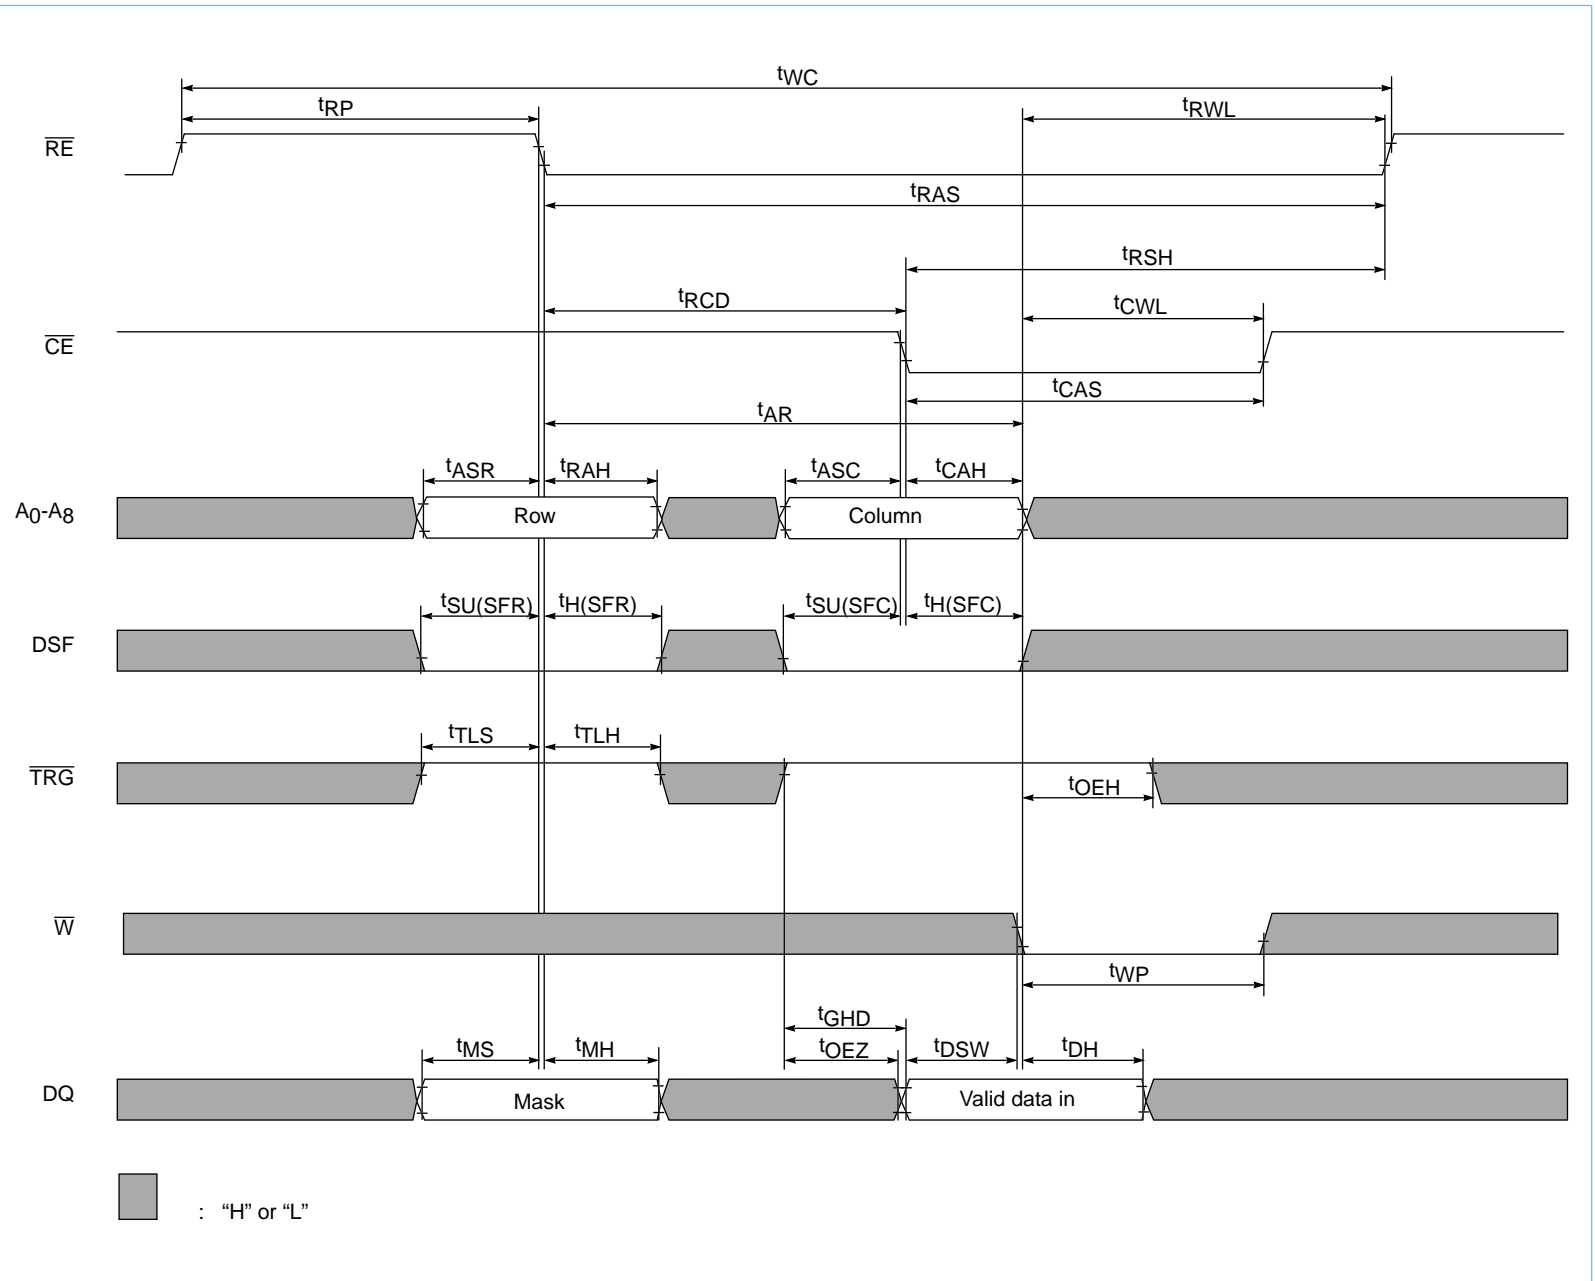 tWC
tRP
tRWL
RE
tRAS
tRSH
tRCD
tCWL
CE
tCAS
tAR
tASR
tRAH
tASC
tCAH
A0-A8
Row
Column
tSU(SFR)
tH(SFR)
tSU(SFC)
tH(SFC)
DSF
tTLS
tTLH
TRG
tOEH
W
tWP
tGHD
tMS
tMH
tOEZ
tDSW
tDH
DQ
Mask
Valid data in
: “H” or “L”